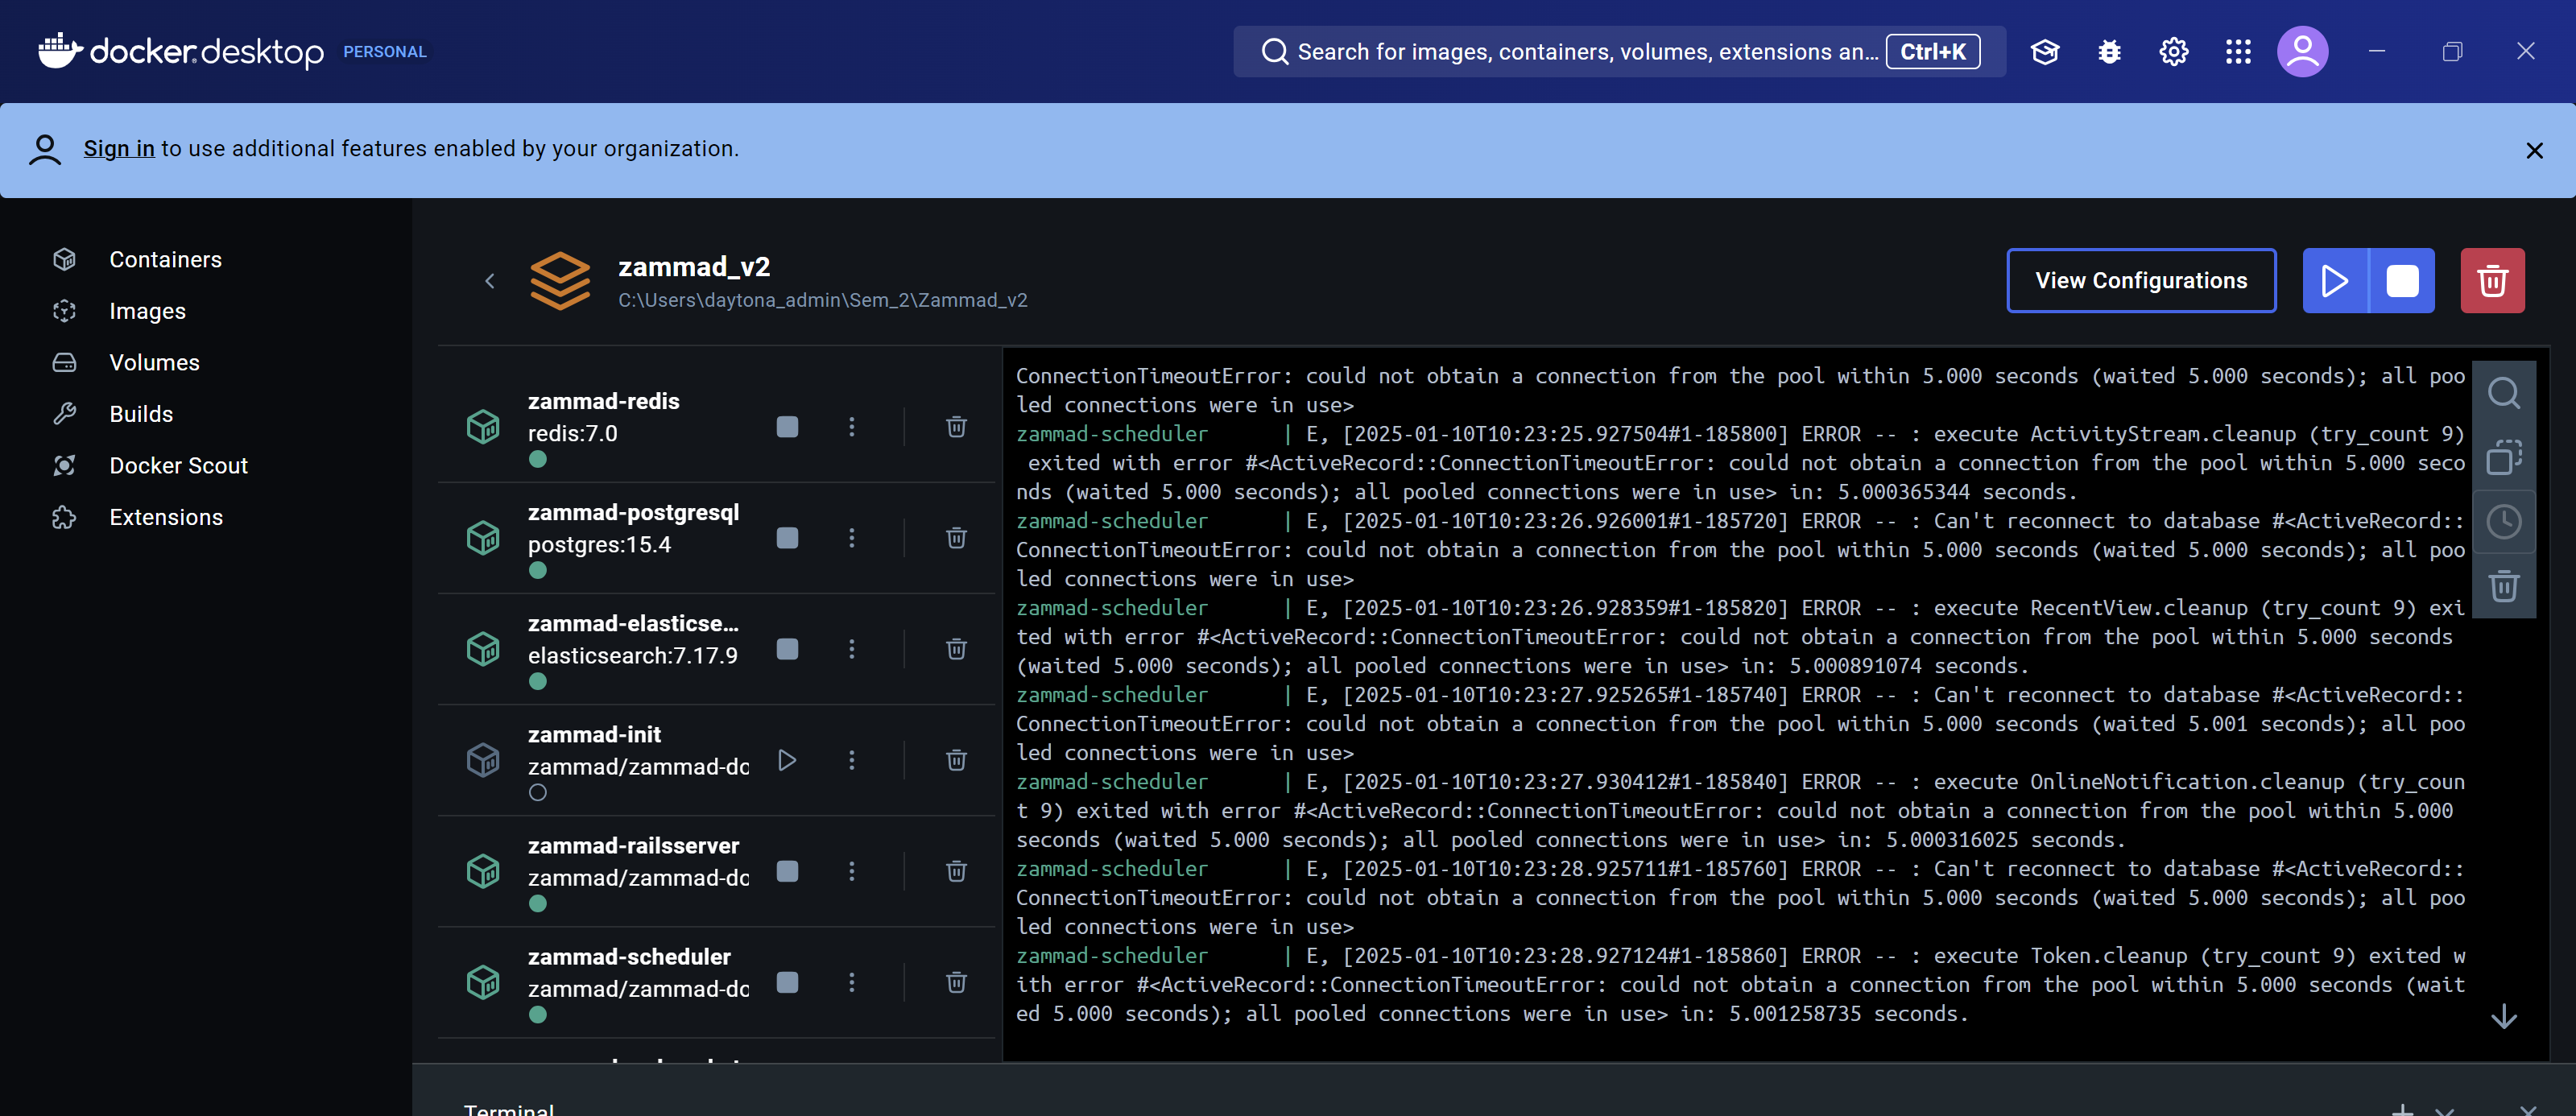 docker desktop PERSONAL
Search for images, containers, volumes, extensions an... Ctrl+K
Sign in to use additional features enabled by your organization.
Containers
Images
Volumes
Builds
Docker Scout
Extensions
zammad_v2
C:\Users\daytona_admin\Sem_2\Zammad_v2
View Configurations
zammad-redis
redis:7.0
zammad-postgresql
postgres:15.4
zammad-elasticse...
elasticsearch:7.17.9
zammad-init
zammad/zammad-do
zammad-railsserver
zammad/zammad-do
zammad-scheduler
zammad/zammad-do
ConnectionTimeoutError: could not obtain a connection from the pool within 5.000 seconds (waited 5.000 seconds); all poo
led connections were in use>
zammad-scheduler | E, [2025-01-10T10:23:25.927504#1-185800] ERROR -- : execute ActivityStream.cleanup (try_count 9)
exited with error #<ActiveRecord::ConnectionTimeoutError: could not obtain a connection from the pool within 5.000 seco
nds (waited 5.000 seconds); all pooled connections were in use> in: 5.000365344 seconds.
zammad-scheduler | E, [2025-01-10T10:23:26.926001#1-185720] ERROR -- : Can't reconnect to database #<ActiveRecord::
ConnectionTimeoutError: could not obtain a connection from the pool within 5.000 seconds (waited 5.000 seconds); all poo
led connections were in use>
zammad-scheduler | E, [2025-01-10T10:23:26.928359#1-185820] ERROR -- : execute RecentView.cleanup (try_count 9) exi
ted with error #<ActiveRecord::ConnectionTimeoutError: could not obtain a connection from the pool within 5.000 seconds
(waited 5.000 seconds); all pooled connections were in use> in: 5.000891074 seconds.
zammad-scheduler | E, [2025-01-10T10:23:27.925265#1-185740] ERROR -- : Can't reconnect to database #<ActiveRecord::
ConnectionTimeoutError: could not obtain a connection from the pool within 5.000 seconds (waited 5.001 seconds); all poo
led connections were in use>
zammad-scheduler | E, [2025-01-10T10:23:27.930412#1-185840] ERROR -- : execute OnlineNotification.cleanup (try_coun
t 9) exited with error #<ActiveRecord::ConnectionTimeoutError: could not obtain a connection from the pool within 5.000
seconds (waited 5.000 seconds); all pooled connections were in use> in: 5.000316025 seconds.
zammad-scheduler | E, [2025-01-10T10:23:28.925711#1-185760] ERROR -- : Can't reconnect to database #<ActiveRecord::
ConnectionTimeoutError: could not obtain a connection from the pool within 5.000 seconds (waited 5.000 seconds); all poo
led connections were in use>
zammad-scheduler | E, [2025-01-10T10:23:28.927124#1-185860] ERROR -- : execute Token.cleanup (try_count 9) exited w
ith error #<ActiveRecord::ConnectionTimeoutError: could not obtain a connection from the pool within 5.000 seconds (wait
ed 5.000 seconds); all pooled connections were in use> in: 5.001258735 seconds.
Terminal